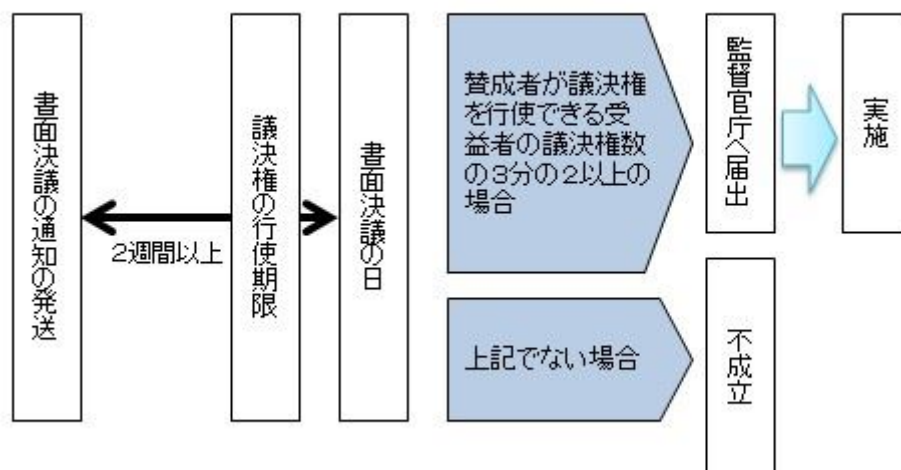 書面決議の通知の発送
2週間以上
議決権の行使期限
書面決議の日
賛成者が議決権
を行使できる受
益者の議決権数
の3分の2以上の
場合
監督官庁へ届出
実施
上記でない場合
不成立